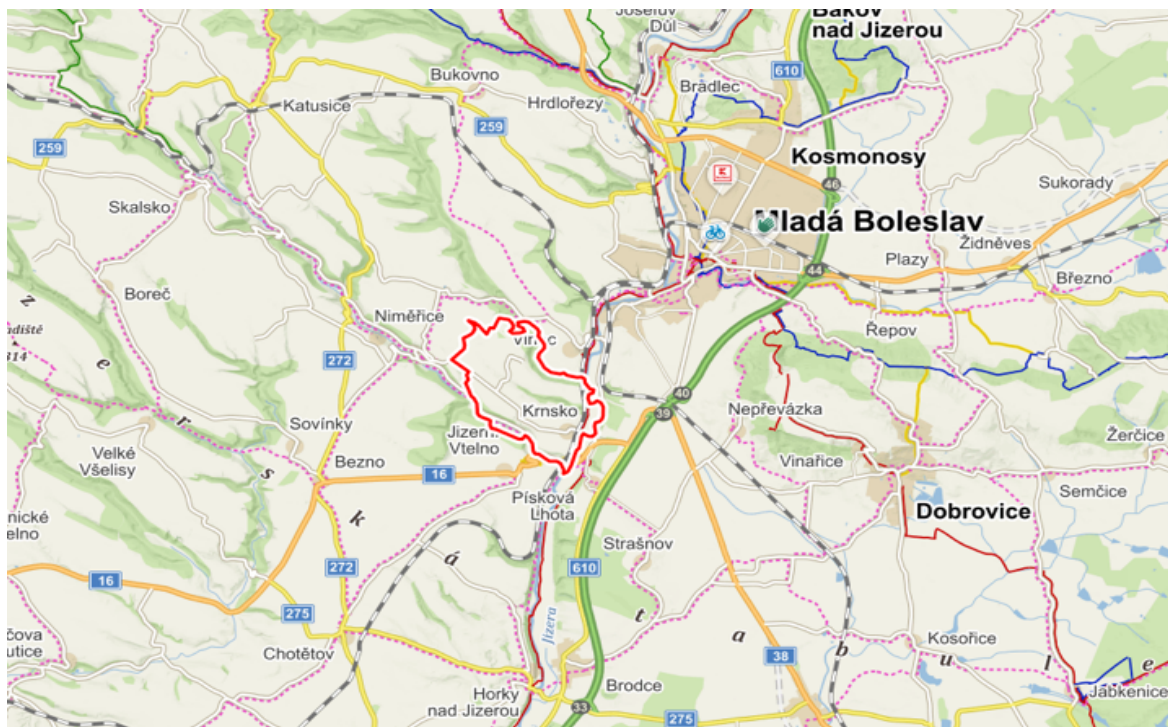 Josefův
Důl
Bakov
nad Jizerou
610
Bukovno
Bradlec
Katusice
Hrdlořezy
259
259
Kosmonosy
46
Sukorady
Skalsko
Mladá Boleslav
Židněves
Plazy
44
Březno
Boreč
Niměřice
Řepov
z
e
r
s
k
á
314
272
40
39
Krnsko
Nepřevázka
Sovínky
Jizerní
Vtelno
Žerčice
Velké
Všelisy
Bezno
16
Vinařice
Semčice
Písková
Lhota
Dobrovice
Strašnov
16
272
610
275
Jizera
t
a
b
u
l
e
Kosořice
Chotětov
38
Horky
nad Jizerou
Brodce
33
275
Jabkenice